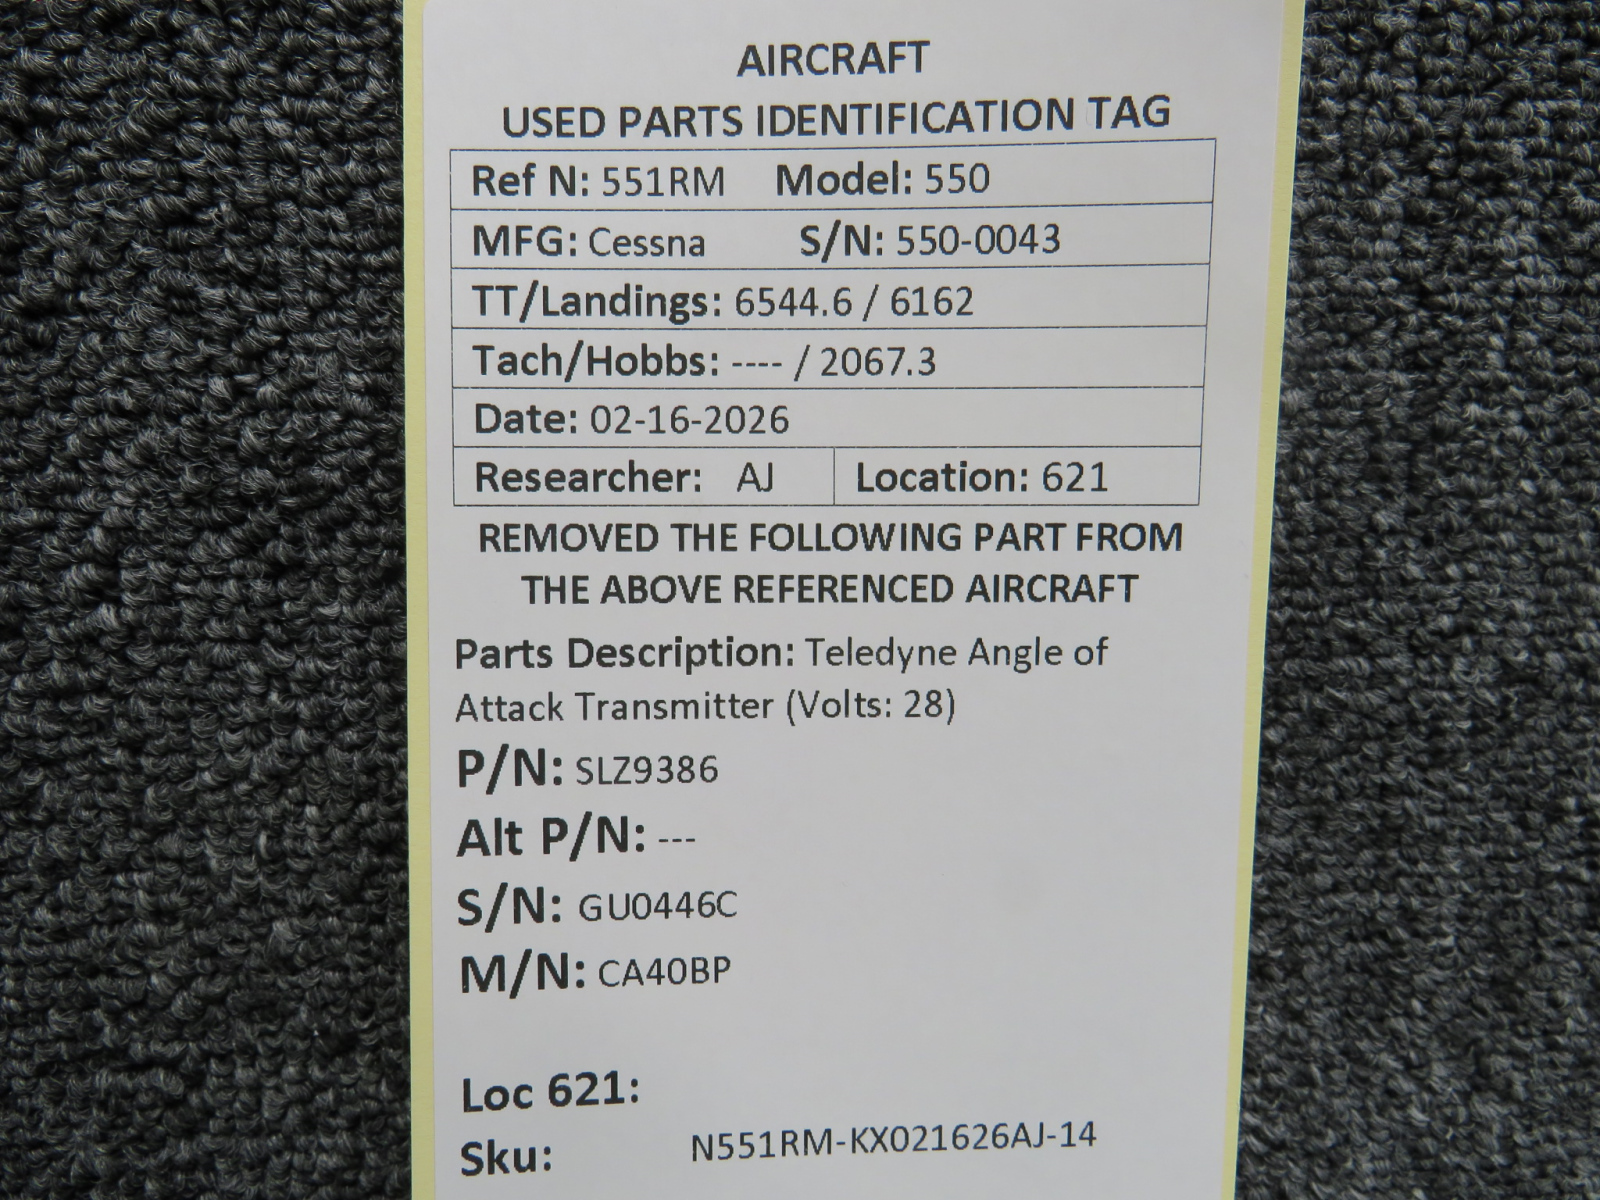 AIRCRAFT
USED PARTS IDENTIFICATION TAG
Ref N: 551RM Model: 550
MFG: Cessna S/N: 550-0043
TT/Landings: 6544.6 / 6162
Tach/Hobbs: ---- / 2067.3
Date: 02-16-2026
Researcher: AJ Location: 621
REMOVED THE FOLLOWING PART FROM
THE ABOVE REFERENCED AIRCRAFT
Parts Description: Teledyne Angle of
Attack Transmitter (Volts: 28)
P/N: SLZ9386
Alt P/N: ---
S/N: GU0446C
M/N: CA40BP
Loc 621:
Sku: N551RM-KX021626AJ-14